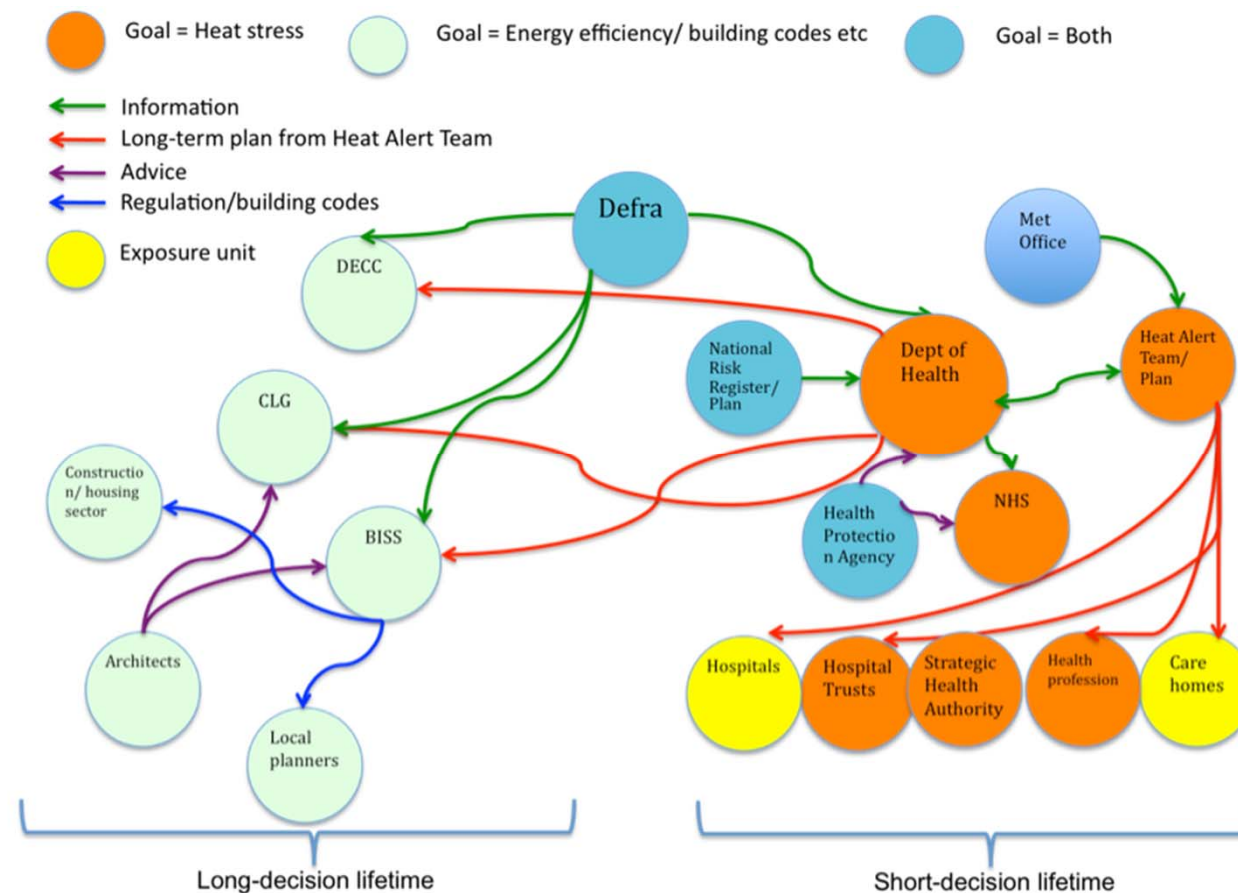 Goal = Heat stress
Goal = Energy efficiency/ building codes etc
Goal = Both
Information
Long-term plan from Heat Alert Team
Advice
Regulation/building codes
Exposure unit
Defra
Met
Office
DECC
National
Risk
Register/
Plan
Dept of
Health
Heat Alert
Team/
Plan
CLG
Constructio
n/ housing
sector
BISS
Health
Protectio
n Agency
NHS
Architects
Local
planners
Hospitals
Hospital
Trusts
Strategic
Health
Authority
Health
profession
Care
homes
Long-decision lifetime
Short-decision lifetime